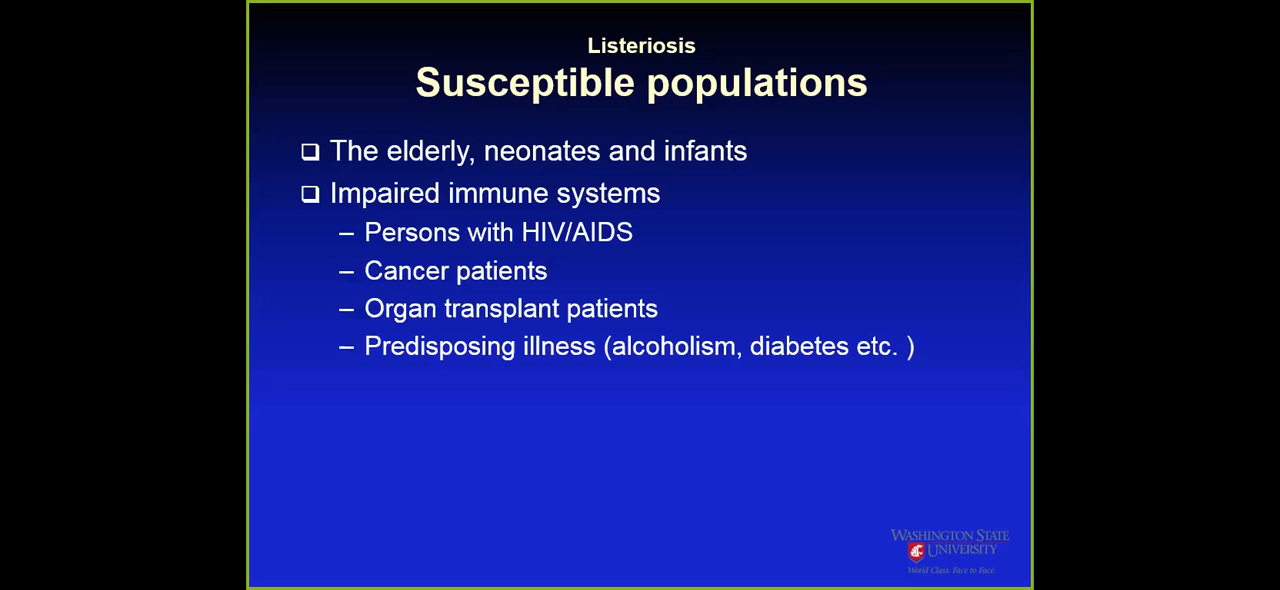 Listeriosis
Susceptible populations
❑ The elderly, neonates and infants
❑ Impaired immune systems
– Persons with HIV/AIDS
– Cancer patients
– Organ transplant patients
– Predisposing illness (alcoholism, diabetes etc. )
WASHINGTON STATE
UNIVERSITY
World Class. Face to Face.